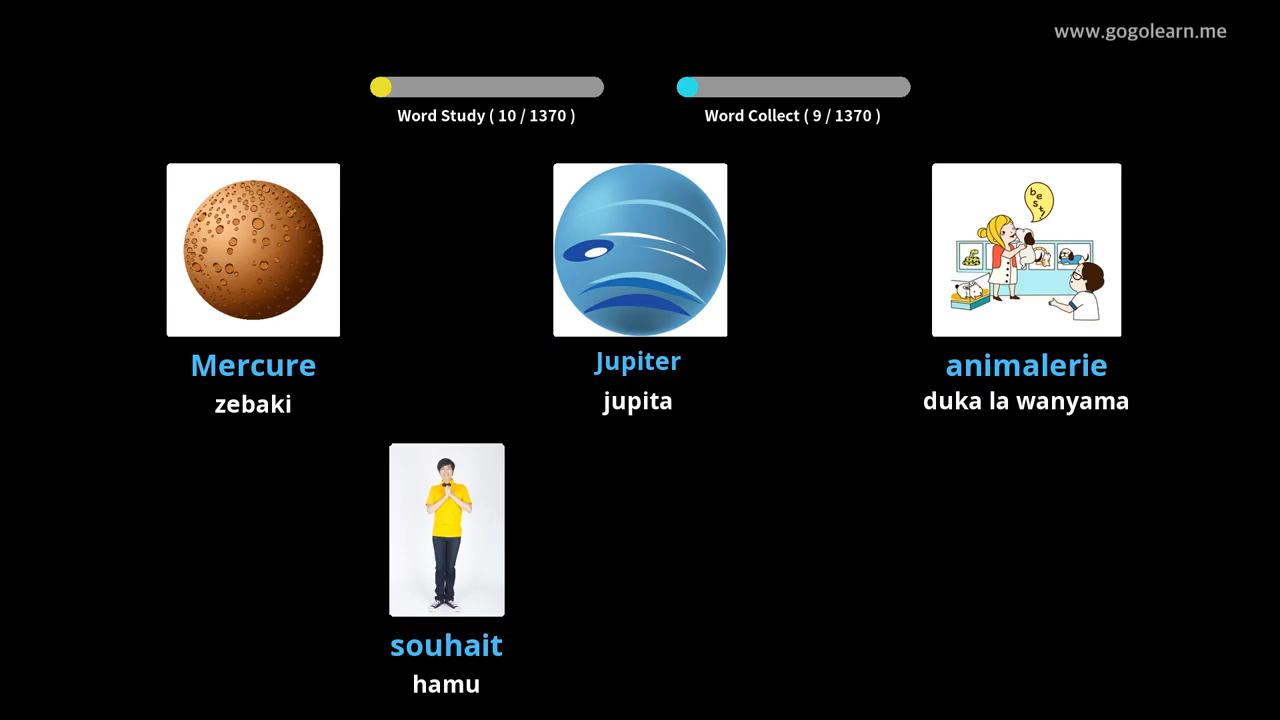 www.gogolearn.me
Word Study ( 10 / 1370 )
Word Collect ( 9 / 1370 )
best!
Mercure
zebaki
Jupiter
jupita
animalerie
duka la wanyama
souhait
hamu